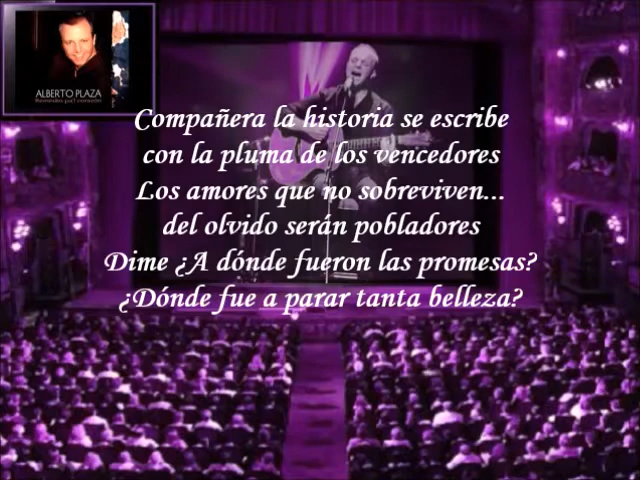 ALBERTO PLAZA
Compañera la historia se escribe
con la pluma de los vencedores
Los amores que no sobreviven...
del olvido serán pobladores
Dime ¿A dónde fueron las promesas?
¿Dónde fue a parar tanta belleza?